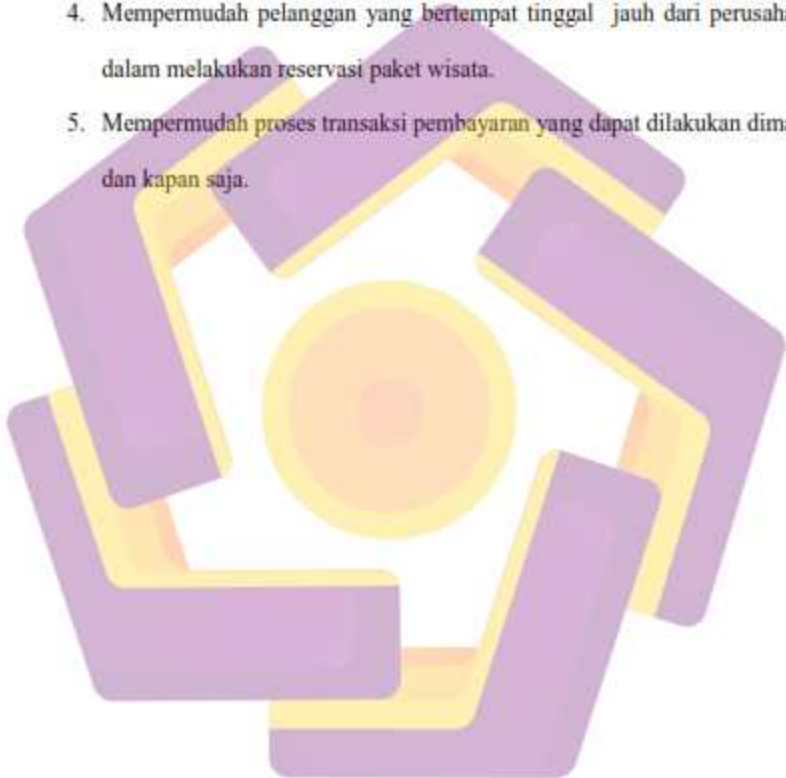 4. Mempermudah pelanggan yang bertempat tinggal jauh dari perusaha
dalam melakukan reservasi paket wisata.
5. Mempermudah proses transaksi pembayaran yang dapat dilakukan dima
dan kapan saja.